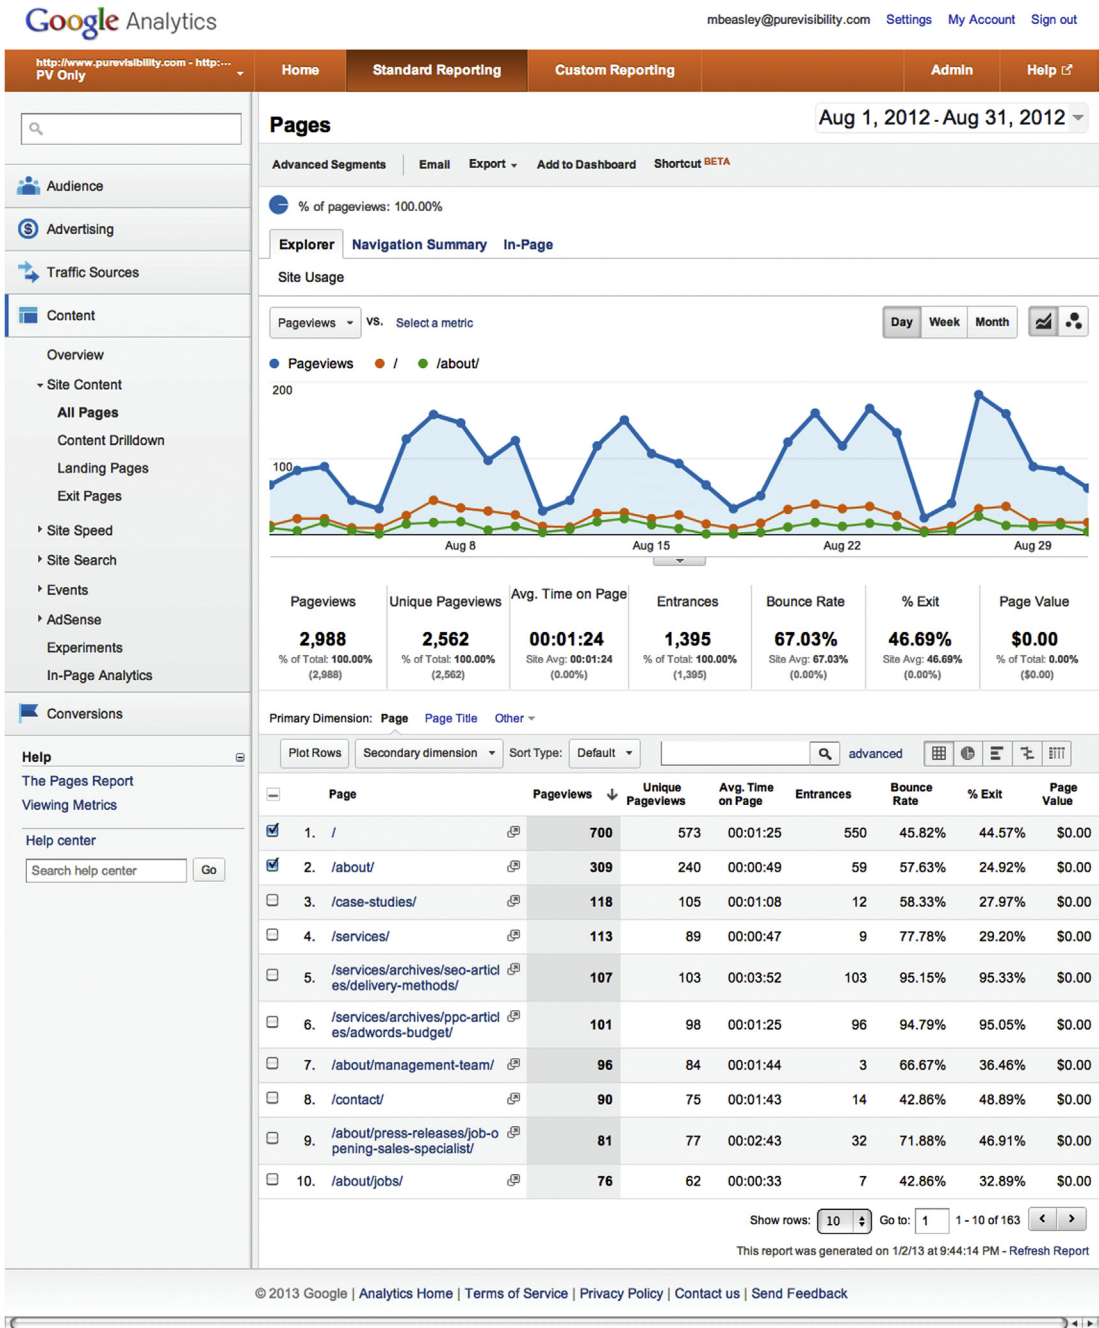 Google Analytics
mbeasley@purevisibility.com Settings My Account Sign out
http://www.purevisibility.com - http:...
PV Only
Home Standard Reporting Custom Reporting Admin Help
Pages
Aug 1, 2012 - Aug 31, 2012
Advanced Segments Email Export Add to Dashboard Shortcut BETA
% of pageviews: 100.00%
Explorer Navigation Summary In-Page
Site Usage
Pageviews VS. Select a metric
Day Week Month
Pageviews / /about/
200
100
Aug 8 Aug 15 Aug 22 Aug 29
Audience
Advertising
Traffic Sources
Content
Overview
Site Content
All Pages
Content Drilldown
Landing Pages
Exit Pages
Site Speed
Site Search
Events
AdSense
Experiments
In-Page Analytics
Conversions
Help
The Pages Report
Viewing Metrics
Help center
Search help center Go
Pageviews Unique Pageviews Avg. Time on Page Entrances Bounce Rate % Exit Page Value
2,988 2,562 00:01:24 1,395 67.03% 46.69% $0.00
% of Total: 100.00% % of Total: 100.00% Site Avg: 00:01:24 % of Total: 100.00% Site Avg: 67.03% Site Avg: 46.69% % of Total: 0.00%
(2,988) (2,562) (0.00%) (1,395) (0.00%) (0.00%) ($0.00)
Primary Dimension: Page Page Title Other
Plot Rows Secondary dimension Sort Type: Default advanced
Page Pageviews Unique Pageviews Avg. Time on Page Entrances Bounce Rate % Exit Page Value
1. / 700 573 00:01:25 550 45.82% 44.57% $0.00
2. /about/ 309 240 00:00:49 59 57.63% 24.92% $0.00
3. /case-studies/ 118 105 00:01:08 12 58.33% 27.97% $0.00
4. /services/ 113 89 00:00:47 9 77.78% 29.20% $0.00
5. /services/archives/seo-articl
es/delivery-methods/ 107 103 00:03:52 103 95.15% 95.33% $0.00
6. /services/archives/ppc-articl
es/adwords-budget/ 101 98 00:01:25 96 94.79% 95.05% $0.00
7. /about/management-team/ 96 84 00:01:44 3 66.67% 36.46% $0.00
8. /contact/ 90 75 00:01:43 14 42.86% 48.89% $0.00
9. /about/press-releases/job-o
pening-sales-specialist/ 81 77 00:02:43 32 71.88% 46.91% $0.00
10. /about/jobs/ 76 62 00:00:33 7 42.86% 32.89% $0.00
Show rows: 10 Go to: 1 1 - 10 of 163
This report was generated on 1/2/13 at 9:44:14 PM - Refresh Report
© 2013 Google | Analytics Home | Terms of Service | Privacy Policy | Contact us | Send Feedback